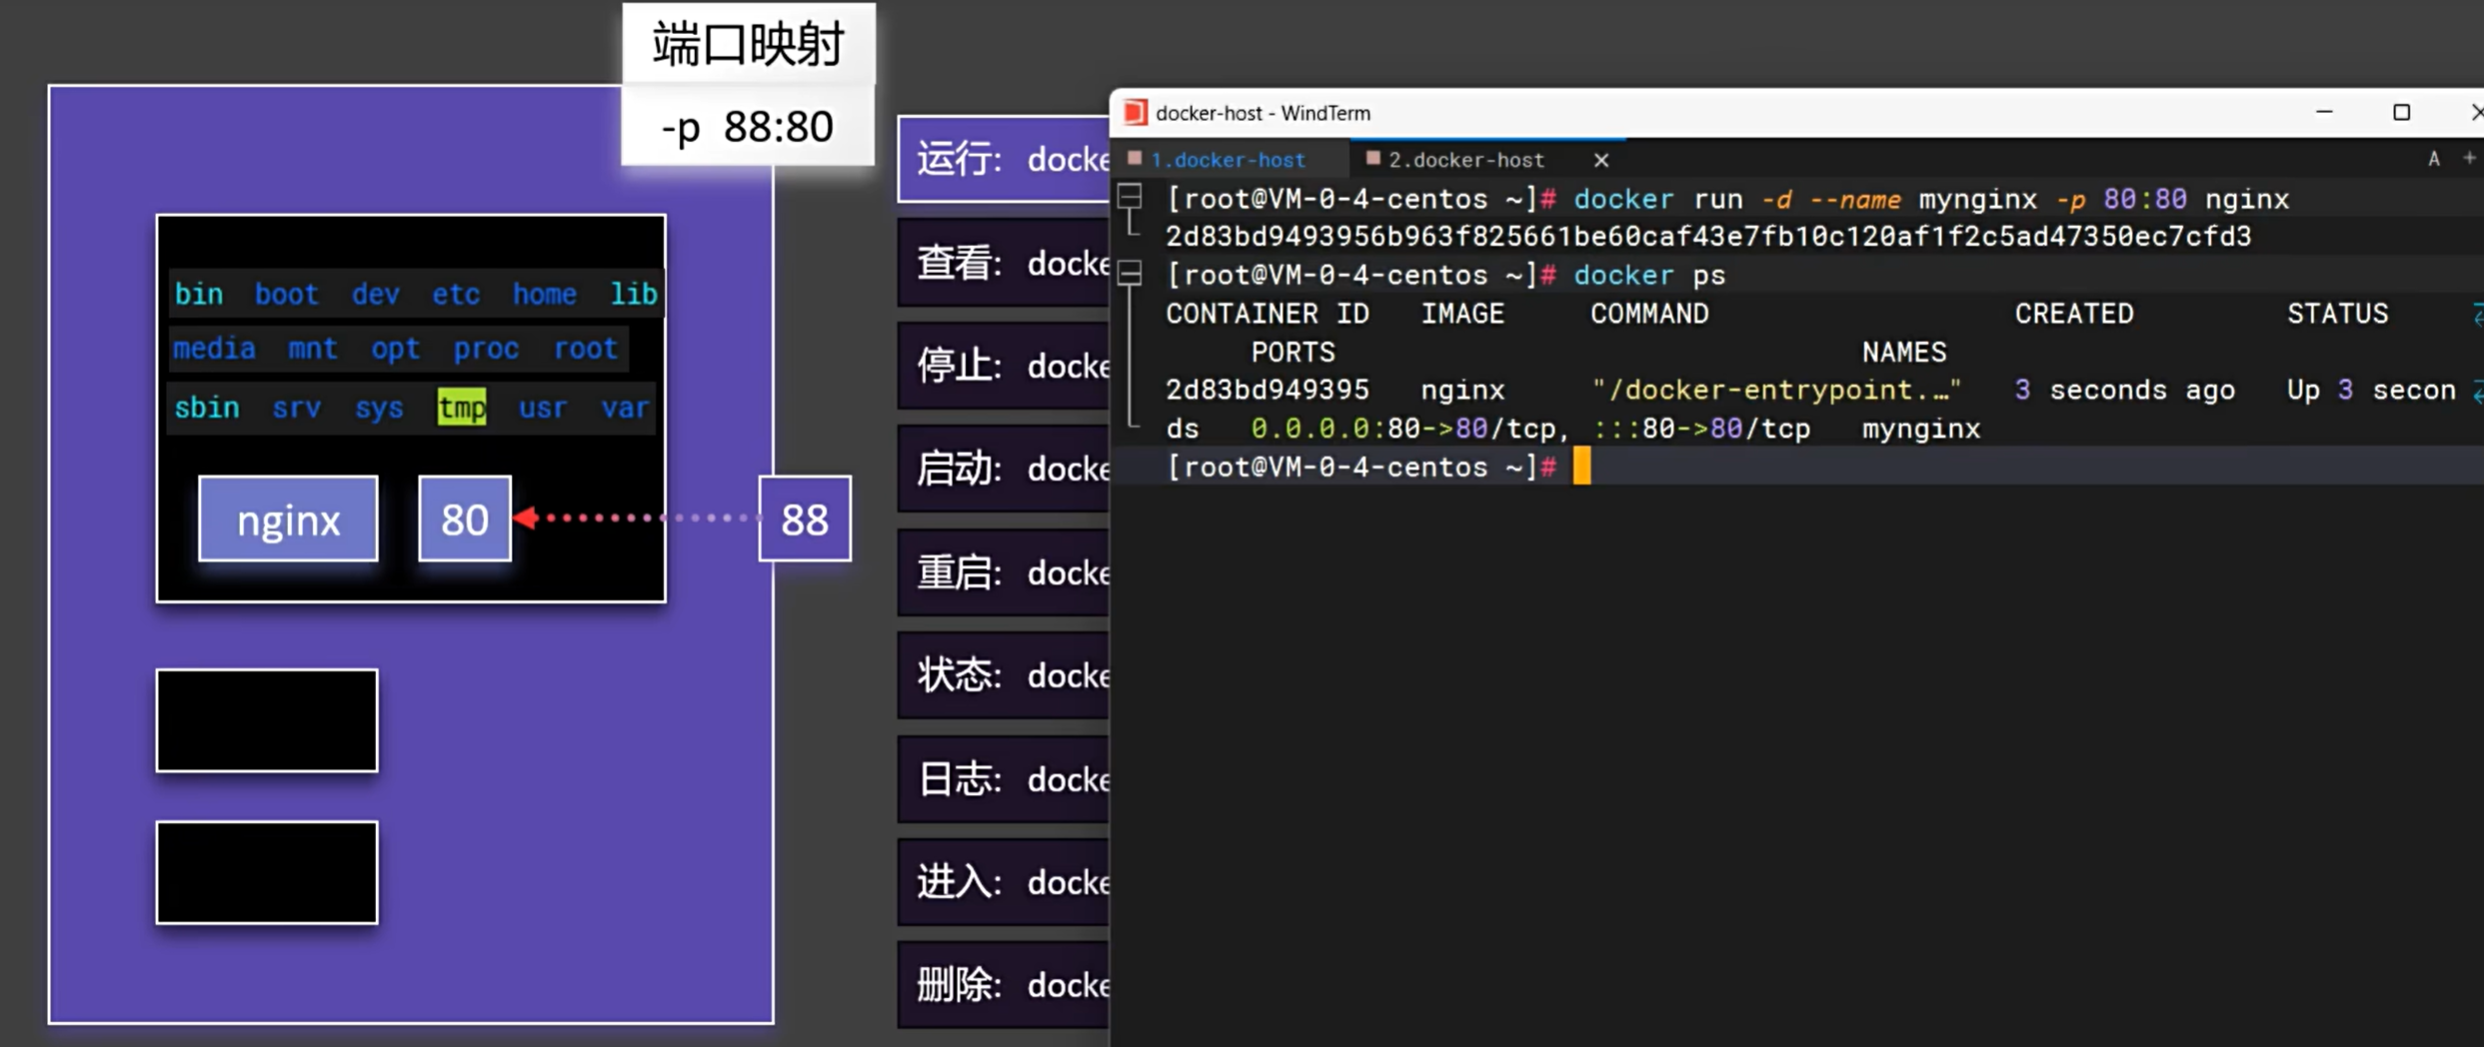 端口映射
-p 88:80
bin boot dev etc home lib
media mnt opt proc root
sbin srv sys tmp usr var
nginx 80 88
运行: docke
查看: docke
停止: docke
启动: docke
重启: docke
状态: docke
日志: docke
进入: docke
删除: docke
docker-host - WindTerm
1.docker-host 2.docker-host A
[root@VM-0-4-centos ~]# docker run -d --name mynginx -p 80:80 nginx
2d83bd9493956b963f825661be60caf43e7fb10c120af1f2c5ad47350ec7cfd3
[root@VM-0-4-centos ~]# docker ps
CONTAINER ID IMAGE COMMAND CREATED STATUS
PORTS NAMES
2d83bd949395 nginx "/docker-entrypoint.…" 3 seconds ago Up 3 secon
ds 0.0.0.0:80->80/tcp, :::80->80/tcp mynginx
[root@VM-0-4-centos ~]#